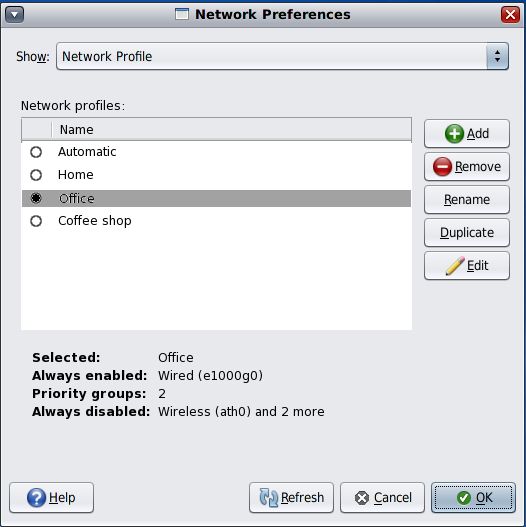 Network Preferences
Show: Network Profile
Network profiles:
Name
Automatic
Home
Office
Coffee shop
Add
Remove
Rename
Duplicate
Edit
Selected: Office
Always enabled: Wired (e1000g0)
Priority groups: 2
Always disabled: Wireless (ath0) and 2 more
Help Refresh Cancel OK